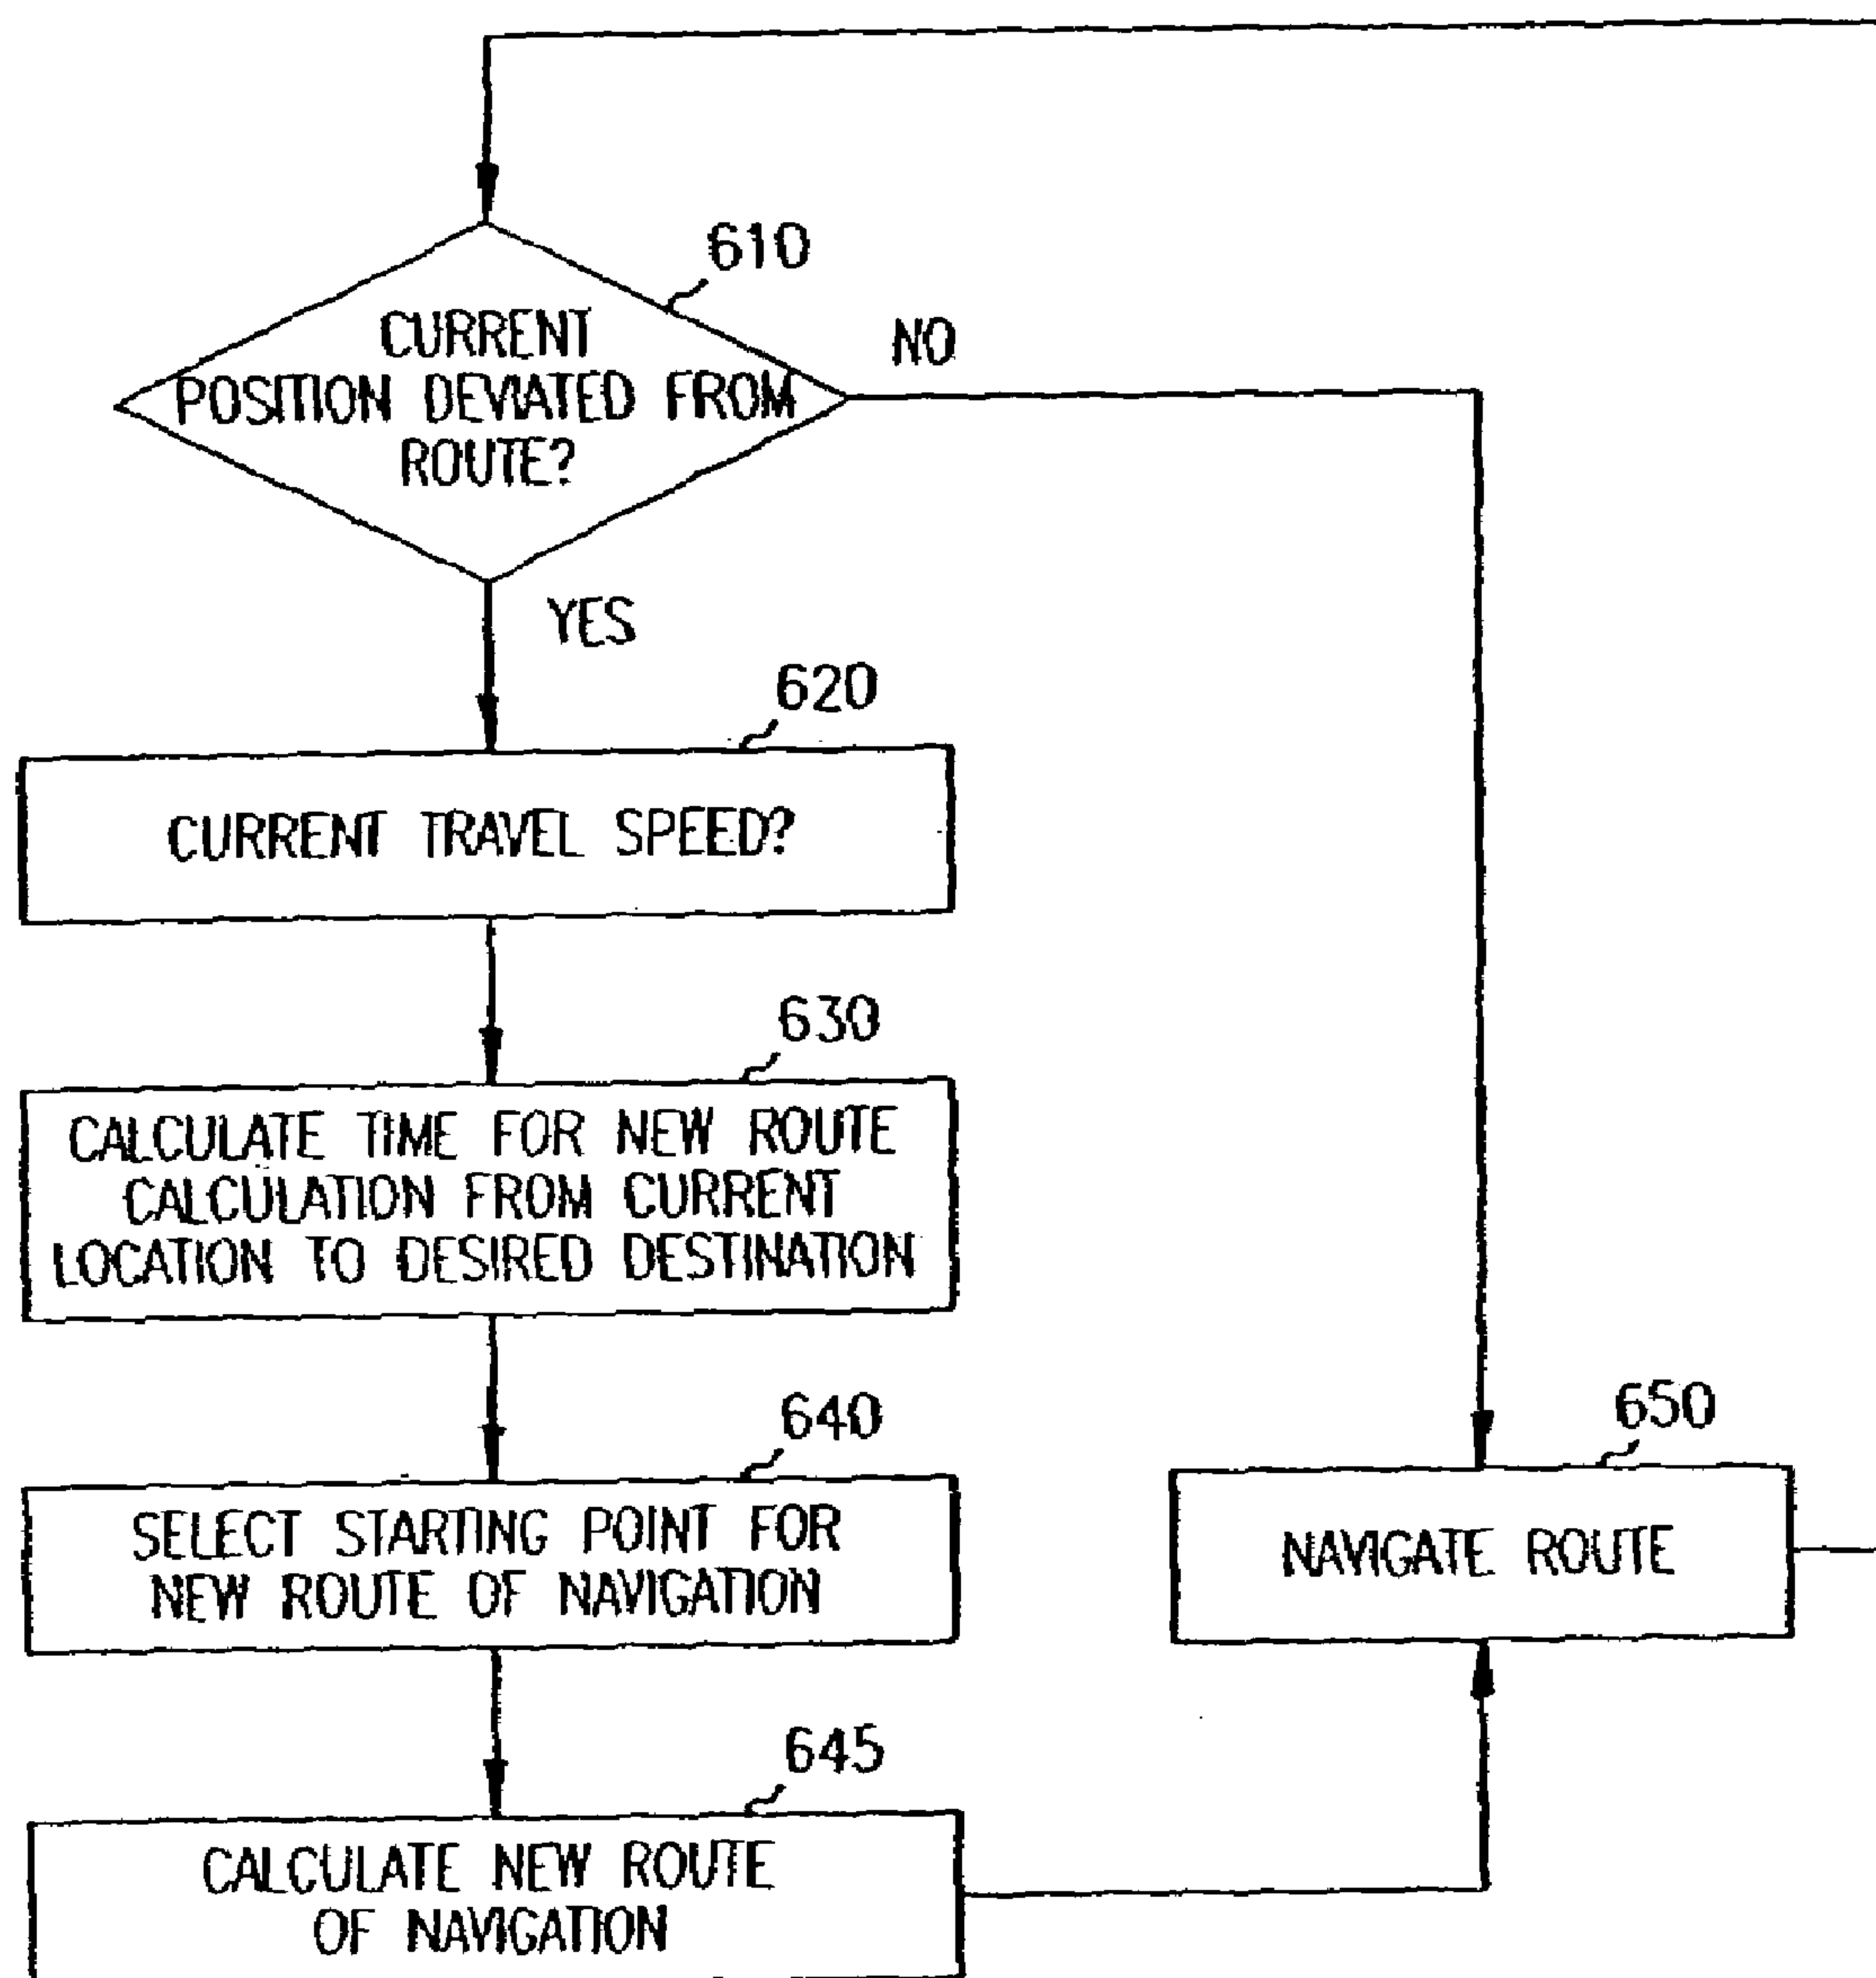 610
CURRENT
POSITION DEVIATED FROM
ROUTE?
NO
YES
620
CURRENT TRAVEL SPEED?
630
CALCULATE TIME FOR NEW ROUTE
CALCULATION FROM CURRENT
LOCATION TO DESIRED DESTINATION
640
SELECT STARTING POINT FOR
NEW ROUTE OF NAVIGATION
650
NAVIGATE ROUTE
645
CALCULATE NEW ROUTE
OF NAVIGATION